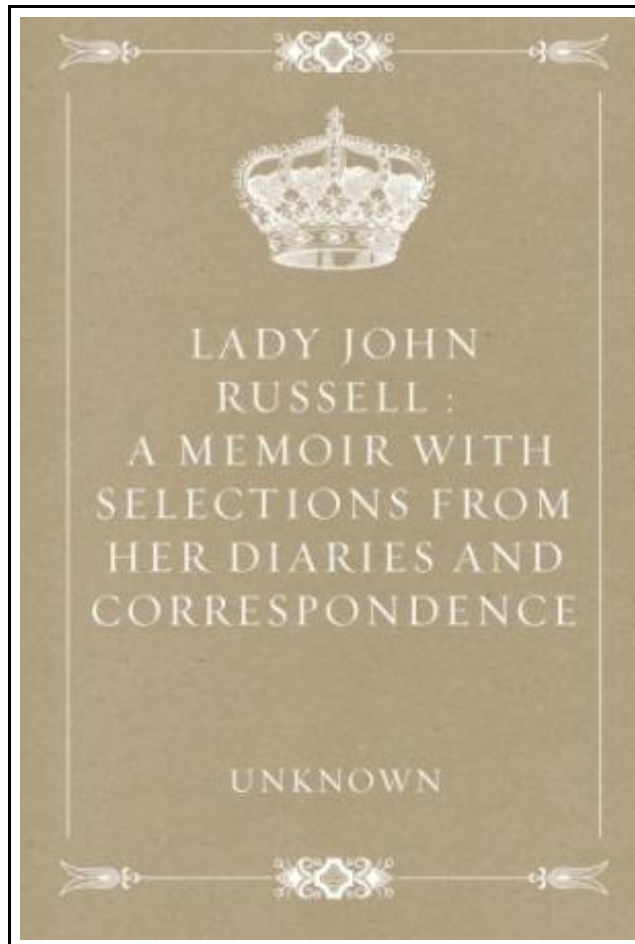 LADY JOHN
RUSSELL :
A MEMOIR WITH
SELECTIONS FROM
HER DIARIES AND
CORRESPONDENCE
UNKNOWN